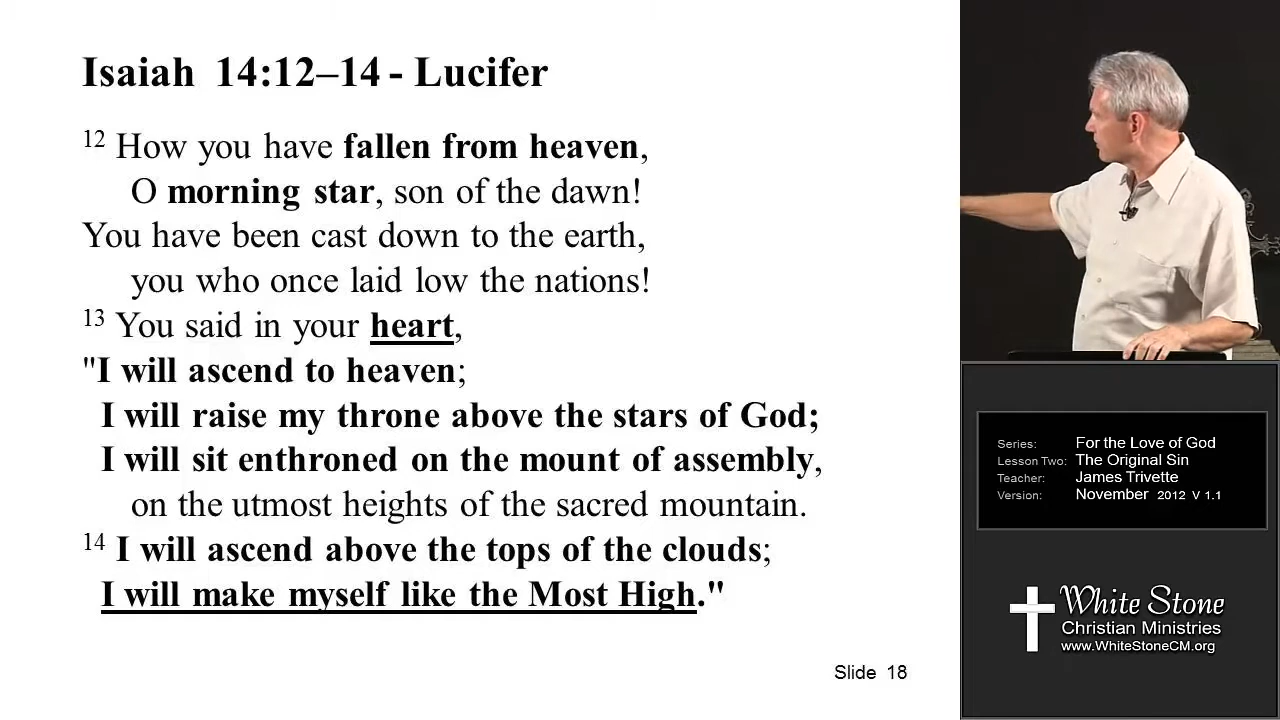 Isaiah 14:12–14 - Lucifer
12 How you have fallen from heaven,
O morning star, son of the dawn!
You have been cast down to the earth,
you who once laid low the nations!
13 You said in your heart,
"I will ascend to heaven;
I will raise my throne above the stars of God;
I will sit enthroned on the mount of assembly,
on the utmost heights of the sacred mountain.
14 I will ascend above the tops of the clouds;
I will make myself like the Most High."
Slide 18
Series: For the Love of God
Lesson Two: The Original Sin
Teacher: James Trivette
Version: November 2012 V 1.1
White Stone
Christian Ministries
www.WhiteStoneCM.org